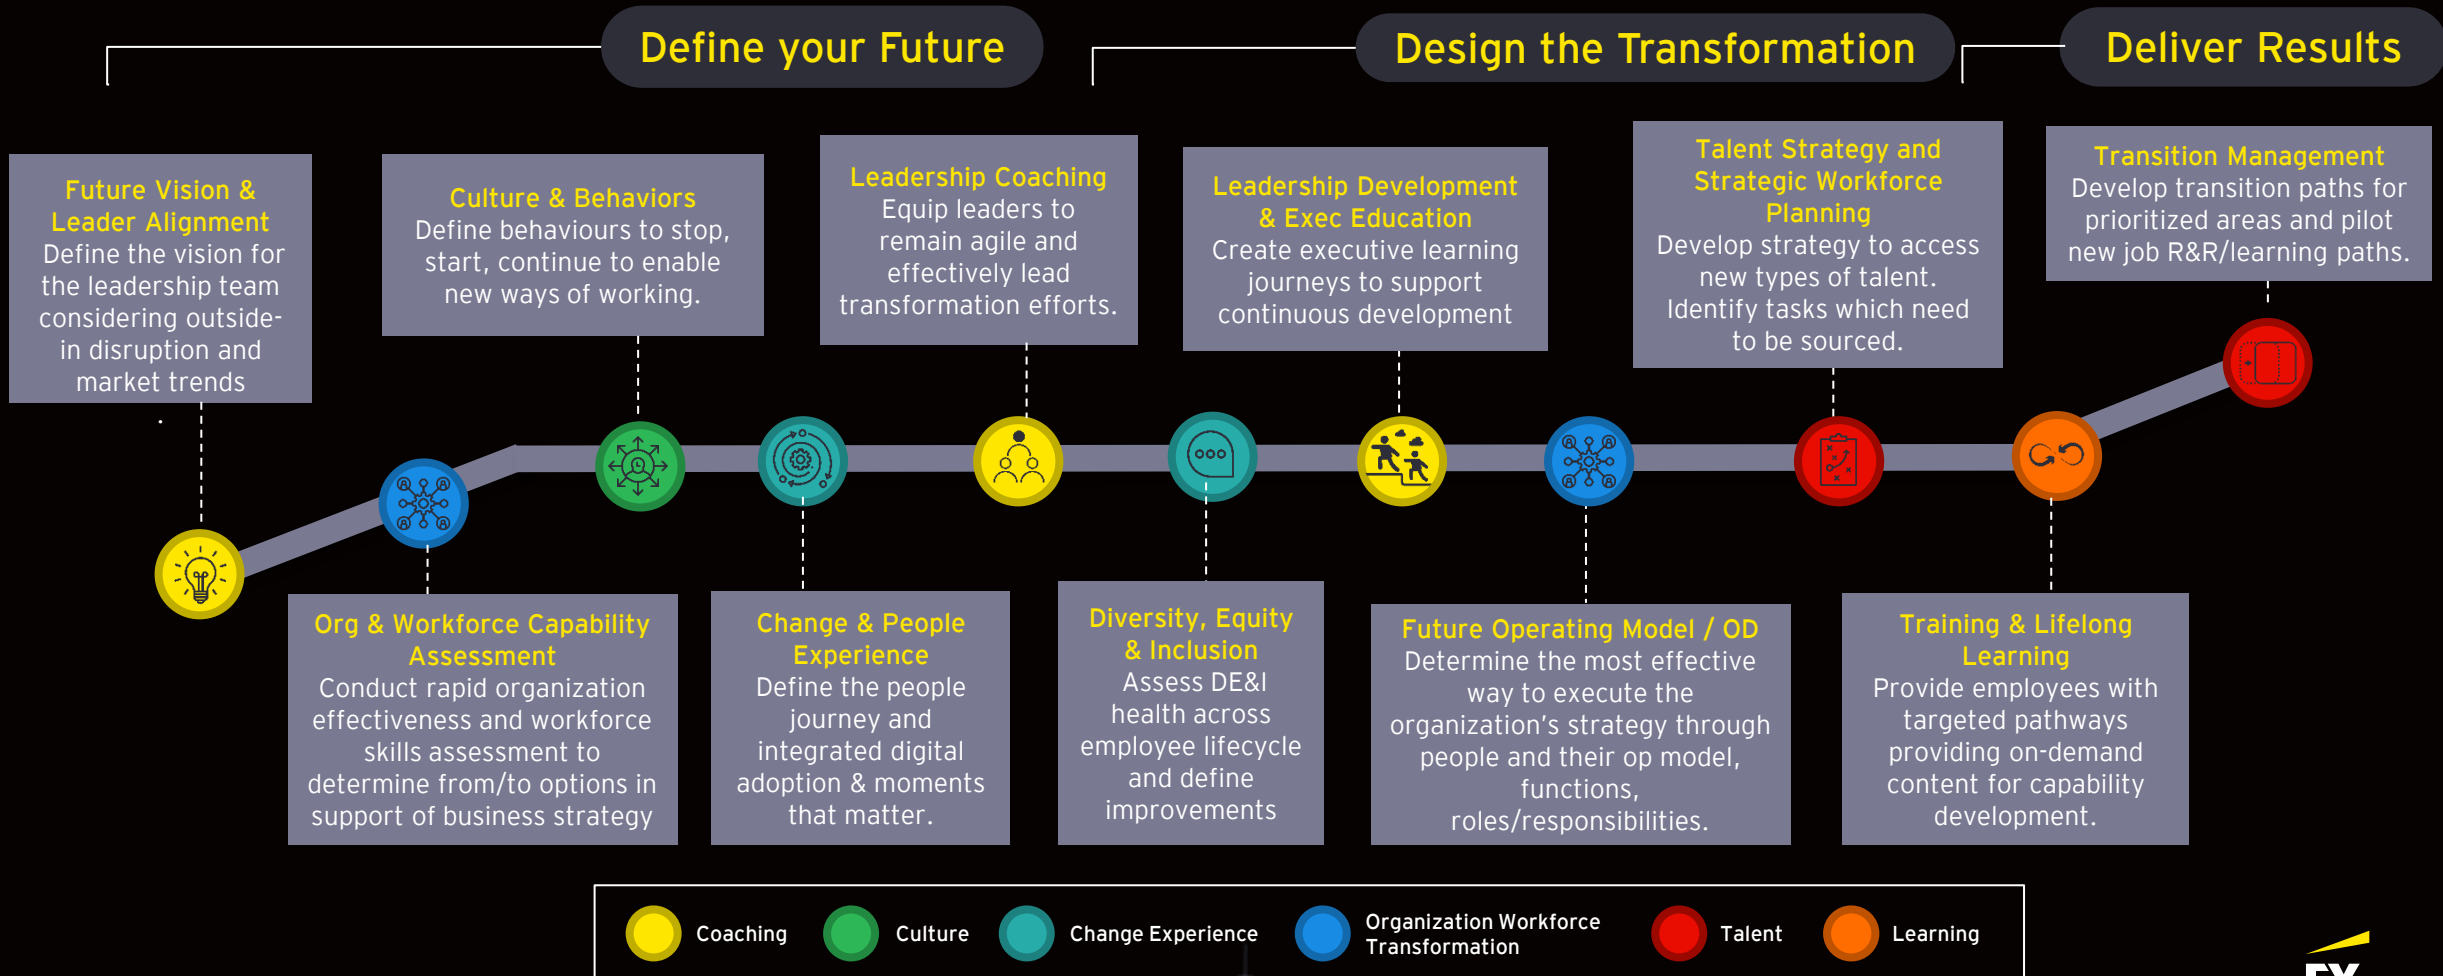 Define your Future
Design the Transformation
Deliver Results
Future Vision &
Leader Alignment
Define the vision for
the leadership team
considering outside-
in disruption and
market trends
.
Culture & Behaviors
Define behaviours to stop,
start, continue to enable
new ways of working.
Leadership Coaching
Equip leaders to
remain agile and
effectively lead
transformation efforts.
Leadership Development
& Exec Education
Create executive learning
journeys to support
continuous development
Talent Strategy and
Strategic Workforce
Planning
Develop strategy to access
new types of talent.
Identify tasks which need
to be sourced.
Transition Management
Develop transition paths for
prioritized areas and pilot
new job R&R/learning paths.
Org & Workforce Capability
Assessment
Conduct rapid organization
effectiveness and workforce
skills assessment to
determine from/to options in
support of business strategy
Change & People
Experience
Define the people
journey and
integrated digital
adoption & moments
that matter.
Diversity, Equity
& Inclusion
Assess DE&I
health across
employee lifecycle
and define
improvements
Future Operating Model / OD
Determine the most effective
way to execute the
organization's strategy through
people and their op model,
functions,
roles/responsibilities.
Training & Lifelong
Learning
Provide employees with
targeted pathways
providing on-demand
content for capability
development.
Coaching
Culture
Change Experience
Organization Workforce
Transformation
Talent
Learning
EY